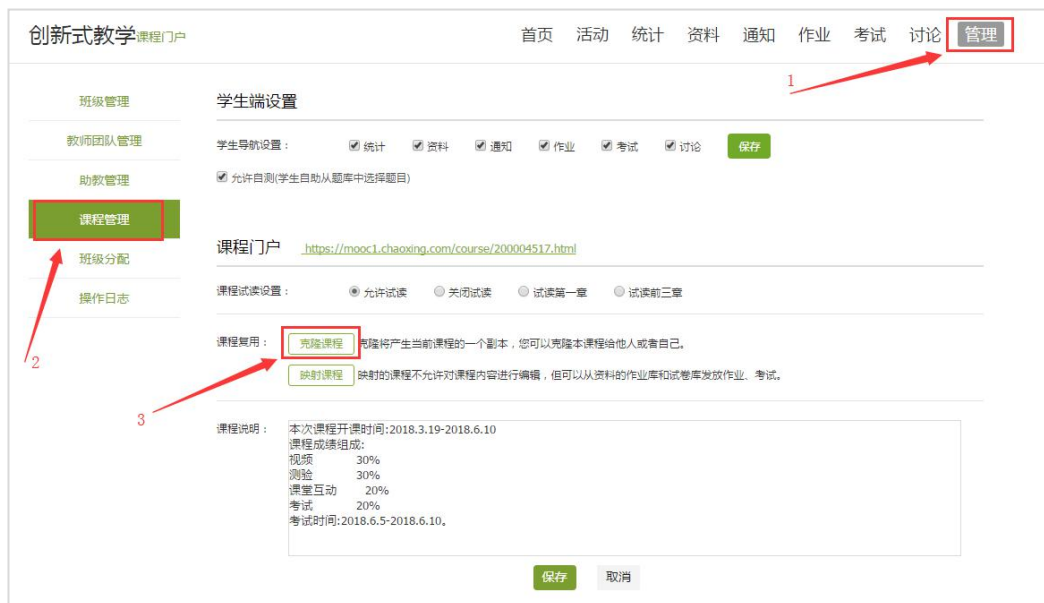 创新式教学课程门户 首页 活动 统计 资料 通知 作业 考试 讨论 管理
1
班级管理
教师团队管理
助教管理
课程管理
班级分配
操作日志
2
学生端设置
学生导航设置： 统计 资料 通知 作业 考试 讨论 保存
允许自测(学生自助从题库中选择题目)
课程门户 https://mooc1.chaoxing.com/course/200004517.html
课程试读设置： 允许试读 关闭试读 试读第一章 试读前三章
课程复用： 克隆课程 克隆将产生当前课程的一个副本，您可以克隆本课程给他人或者自己。
映射课程 映射的课程不允许对课程内容进行编辑，但可以从资料的作业库和试卷库发放作业、考试。
3
课程说明： 本次课程开课时间:2018.3.19-2018.6.10
课程成绩组成:
视频 30%
测验 30%
课堂互动 20%
考试 20%
考试时间:2018.6.5-2018.6.10。
保存 取消